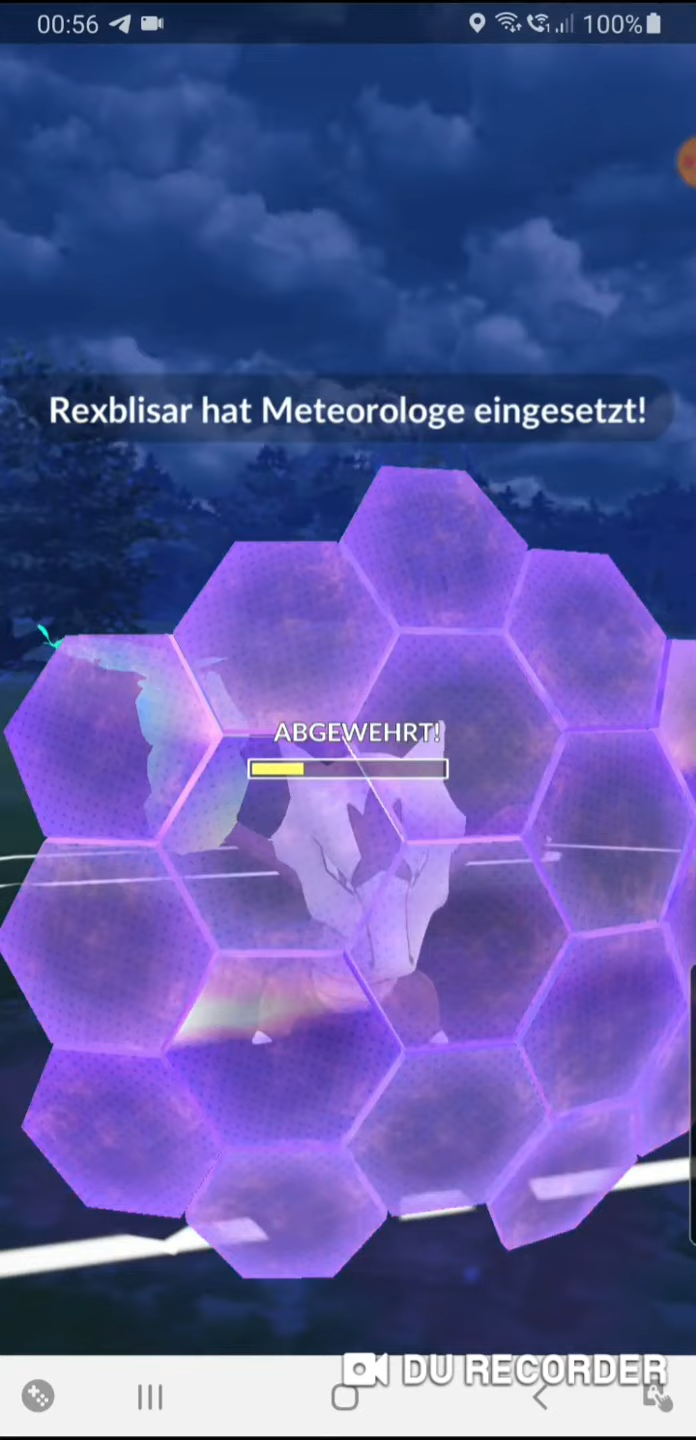 00:56
100%
Rexblisar hat Meteorologe eingesetzt!
ABGEWEHRT!
DU RECORDER